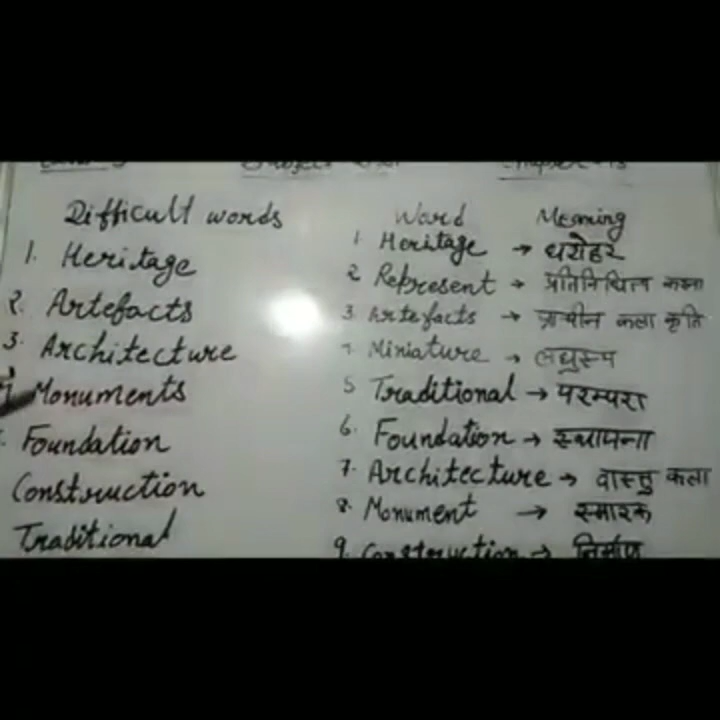 Difficult words
1. Heritage
2. Artefacts
3. Architecture
Monuments
Foundation
Construction
Traditional
Word Meaning
1. Heritage → धरोहर
2. Represent → प्रतिनिधित्व करना
3. Artefacts → प्राचीन कला कृति
Miniature → लघुरूप
5. Traditional → परम्परा
6. Foundation → स्थापना
7. Architecture → वास्तु कला
8. Monument → स्मारक
9. Construction → निर्माण